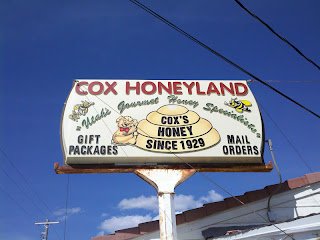 COX HONEYLAND
"Utah's Gourmet Honey Specialists"
COX'S
HONEY
SINCE 1929
GIFT
PACKAGES
MAIL
ORDERS